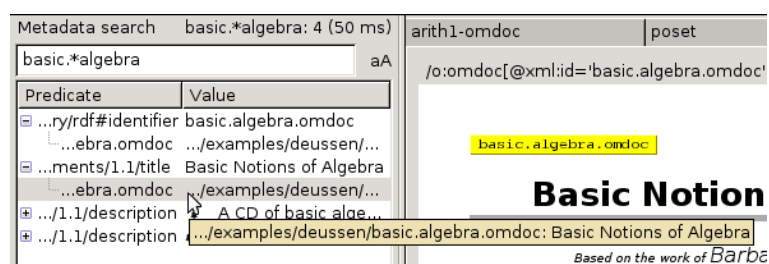 Metadata search basic.*algebra: 4 (50 ms)
basic.*algebra aA
Predicate Value
...ry/rdf#identifier basic.algebra.omdoc
...ebra.omdoc .../examples/deussen/...
...ments/1.1/title Basic Notions of Algebra
...ebra.omdoc .../examples/deussen/...
.../1.1/description A CD of basic alge...
.../1.1/description
.../examples/deussen/basic.algebra.omdoc: Basic Notions of Algebra
arith1-omdoc poset
/o:omdoc[@xml:id='basic.algebra.omdoc'
basic.algebra.omdoc
Basic Notion
Based on the work of Barba